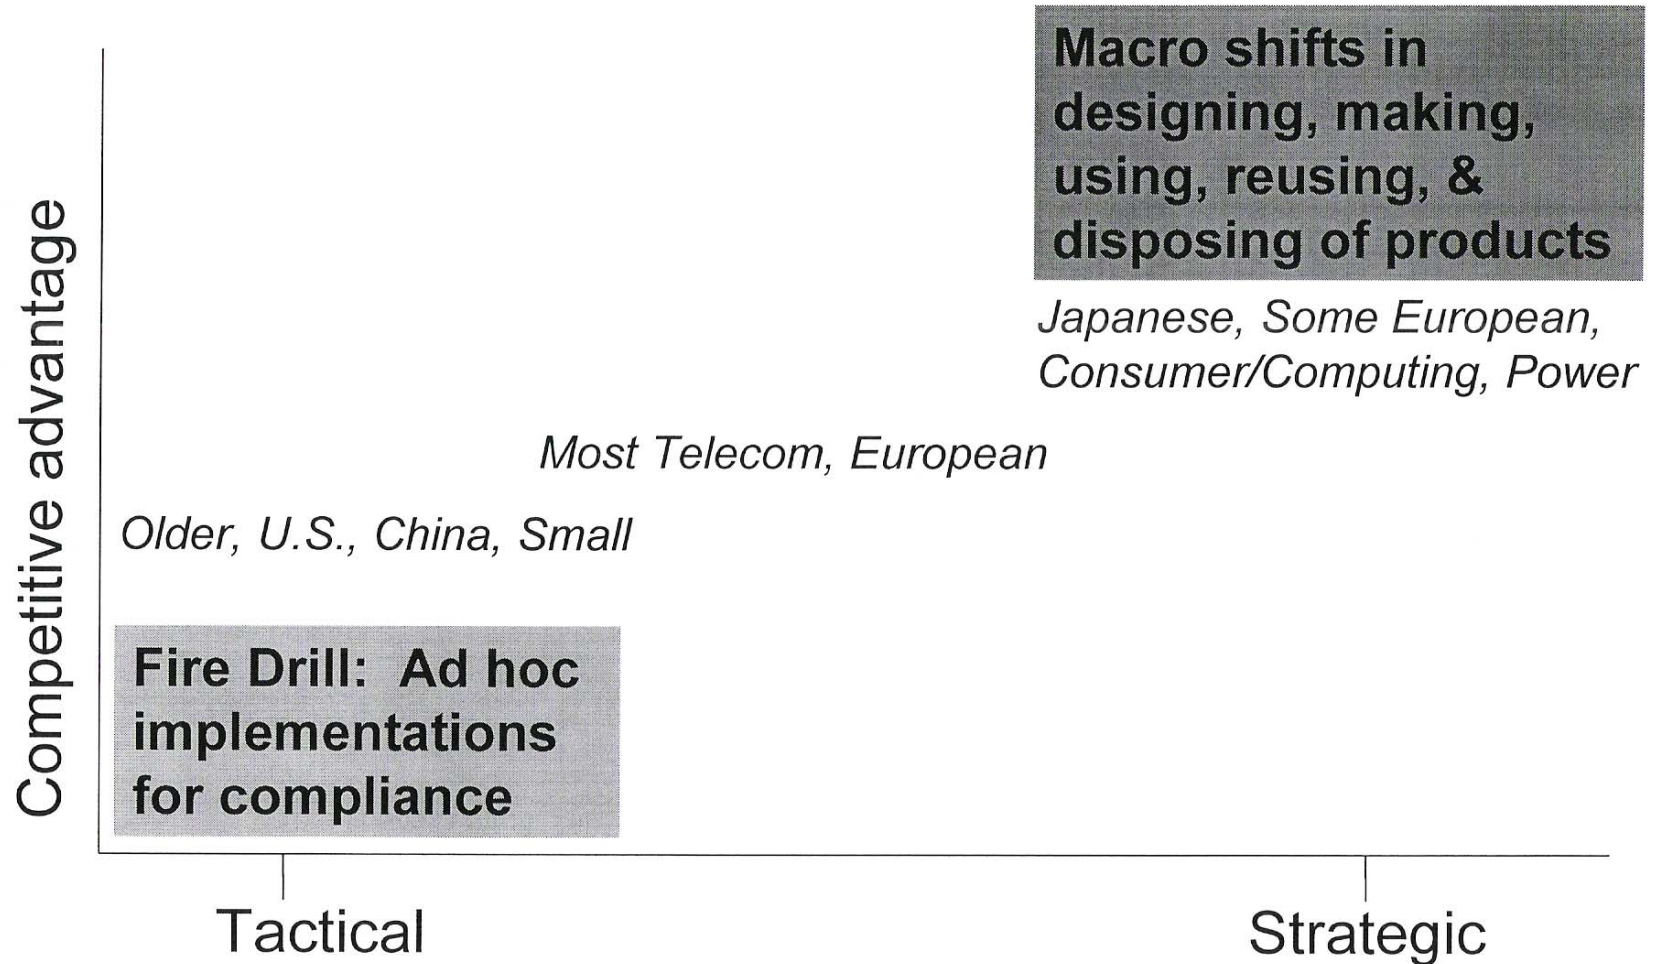 Competitive advantage
Macro shifts in
designing, making,
using, reusing, &
disposing of products
Japanese, Some European,
Consumer/Computing, Power
Most Telecom, European
Older, U.S., China, Small
Fire Drill:  Ad hoc
implementations
for compliance
Tactical
Strategic